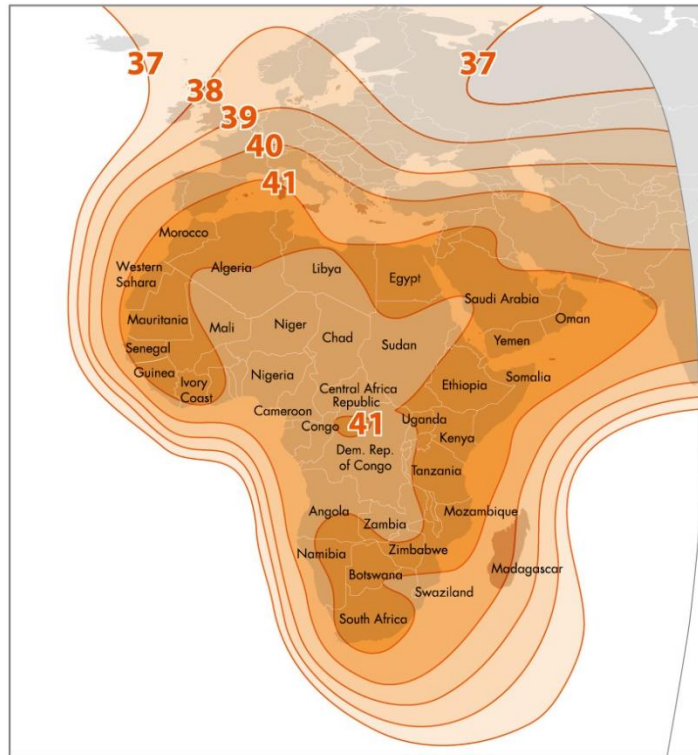 37
37
38
39
40
41
Morocco
Western
Sahara
Algeria
Libya
Egypt
Saudi Arabia
Oman
Mauritania
Mali
Niger
Chad
Sudan
Yemen
Senegal
Guinea
Ivory
Coast
Nigeria
Ethiopia
Somalia
Central Africa
Republic
Cameroon
Congo
41
Uganda
Kenya
Dem. Rep.
of Congo
Tanzania
Angola
Zambia
Mozambique
Namibia
Zimbabwe
Botswana
Madagascar
Swaziland
South Africa